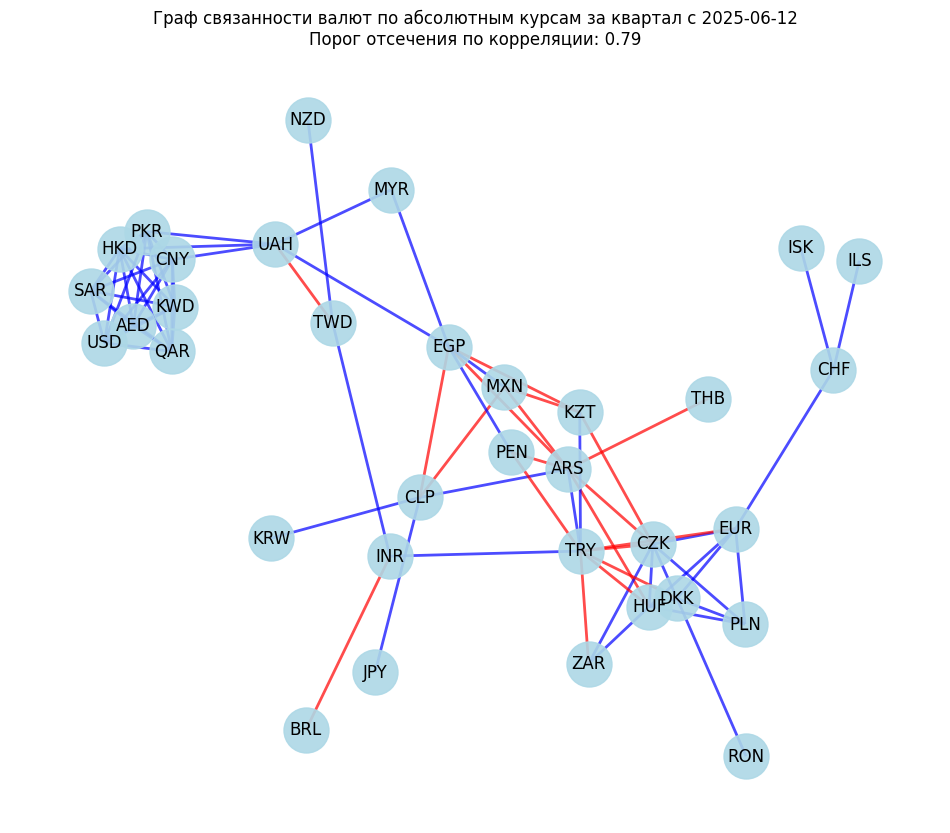 Граф связанности валют по абсолютным курсам за квартал с 2025-06-12
Порог отсечения по корреляции: 0.79
NZD
MYR
PKR
HKD
CNY
UAH
ISK
ILS
SAR
KWD
AED
TWD
USD
QAR
EGP
CHF
MXN
THB
KZT
PEN
ARS
CLP
EUR
KRW
CZK
TRY
INR
DKK
HUF
PLN
ZAR
JPY
BRL
RON